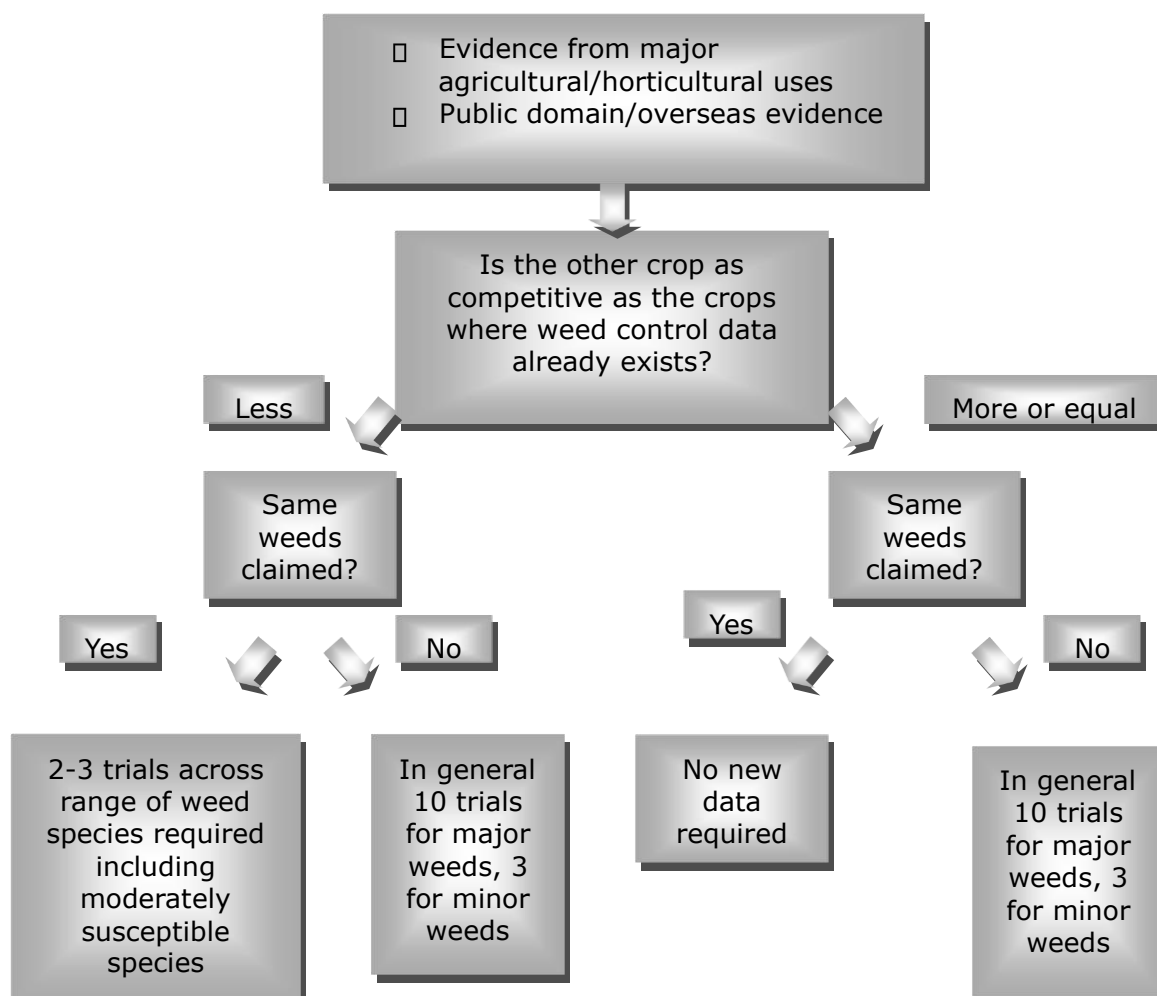 Evidence from major
agricultural/horticultural uses
Public domain/overseas evidence
Is the other crop as
competitive as the crops
where weed control data
already exists?
Less
More or equal
Same
weeds
claimed?
Same
weeds
claimed?
Yes
No
Yes
No
2-3 trials across
range of weed
species required
including
moderately
susceptible
species
In general
10 trials
for major
weeds, 3
for minor
weeds
No new
data
required
In general
10 trials
for major
weeds, 3
for minor
weeds